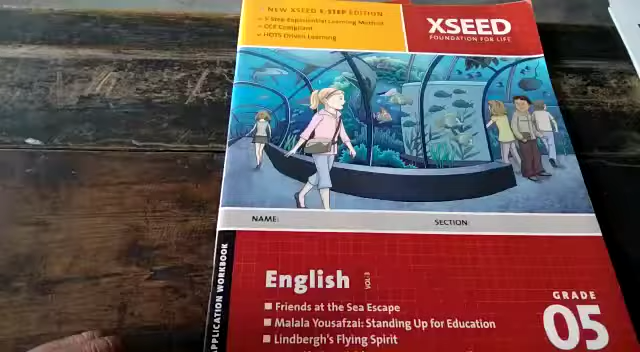 NEW XSEED 5-STEP EDITION
5 Step Experiential Learning Method
CCE Compliant
HOTS Driven Learning
XSEED
FOUNDATION FOR LIFE
NAME:
SECTION:
APPLICATION WORKBOOK
English VOL-3
Friends at the Sea Escape
Malala Yousafzai: Standing Up for Education
Lindbergh's Flying Spirit
GRADE
05